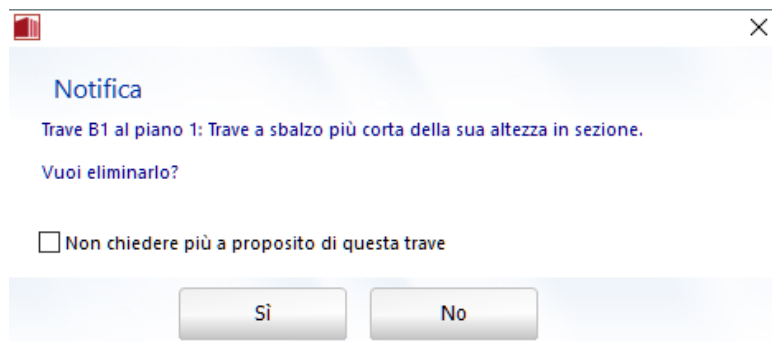 Notifica
Trave B1 al piano 1: Trave a sbalzo più corta della sua altezza in sezione.
Vuoi eliminarlo?
Non chiedere più a proposito di questa trave
Sì No